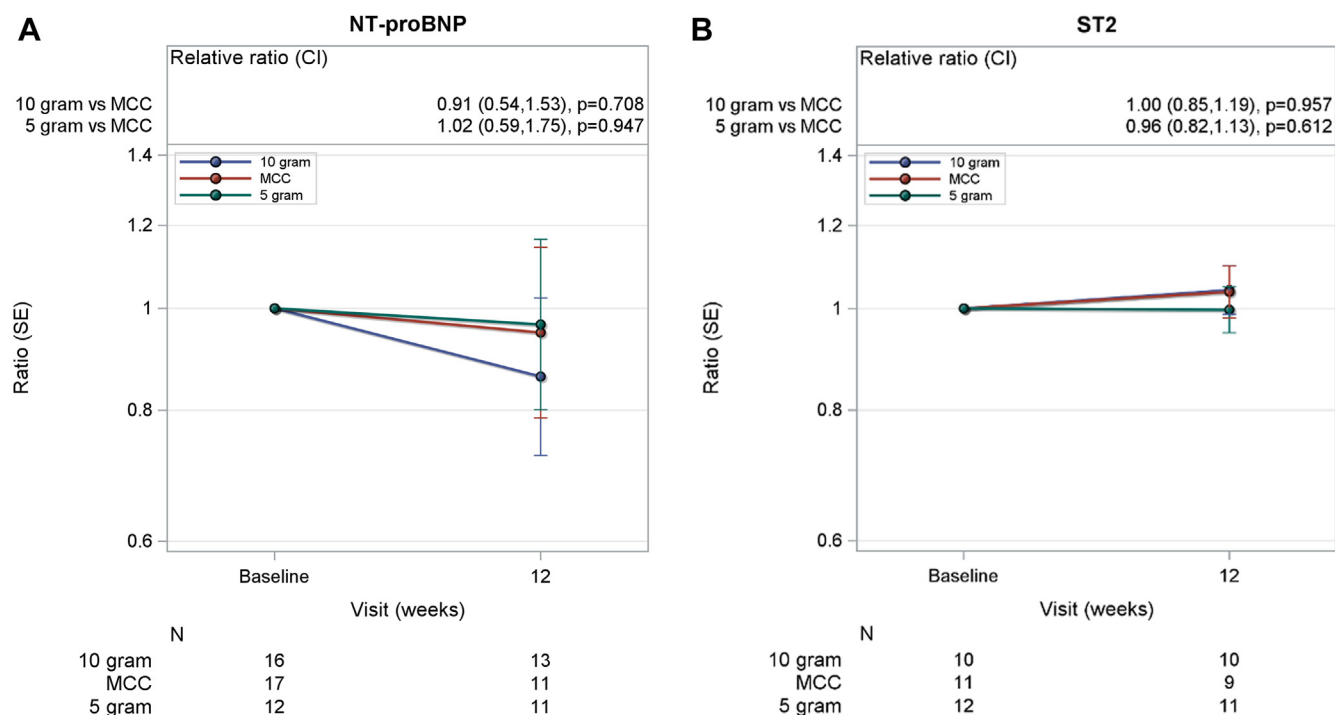 A
NT-proBNP
Relative ratio (CI)
10 gram vs MCC 0.91 (0.54,1.53), p=0.708
5 gram vs MCC 1.02 (0.59,1.75), p=0.947
1.4
10 gram
MCC
5 gram
1.2
1
0.8
0.6
Ratio (SE)
Baseline 12
Visit (weeks)
N
10 gram 16 13
MCC 17 11
5 gram 12 11
B
ST2
Relative ratio (CI)
10 gram vs MCC 1.00 (0.85,1.19), p=0.957
5 gram vs MCC 0.96 (0.82,1.13), p=0.612
1.4
10 gram
MCC
5 gram
1.2
1
0.8
0.6
Ratio (SE)
Baseline 12
Visit (weeks)
N
10 gram 10 10
MCC 11 9
5 gram 12 11